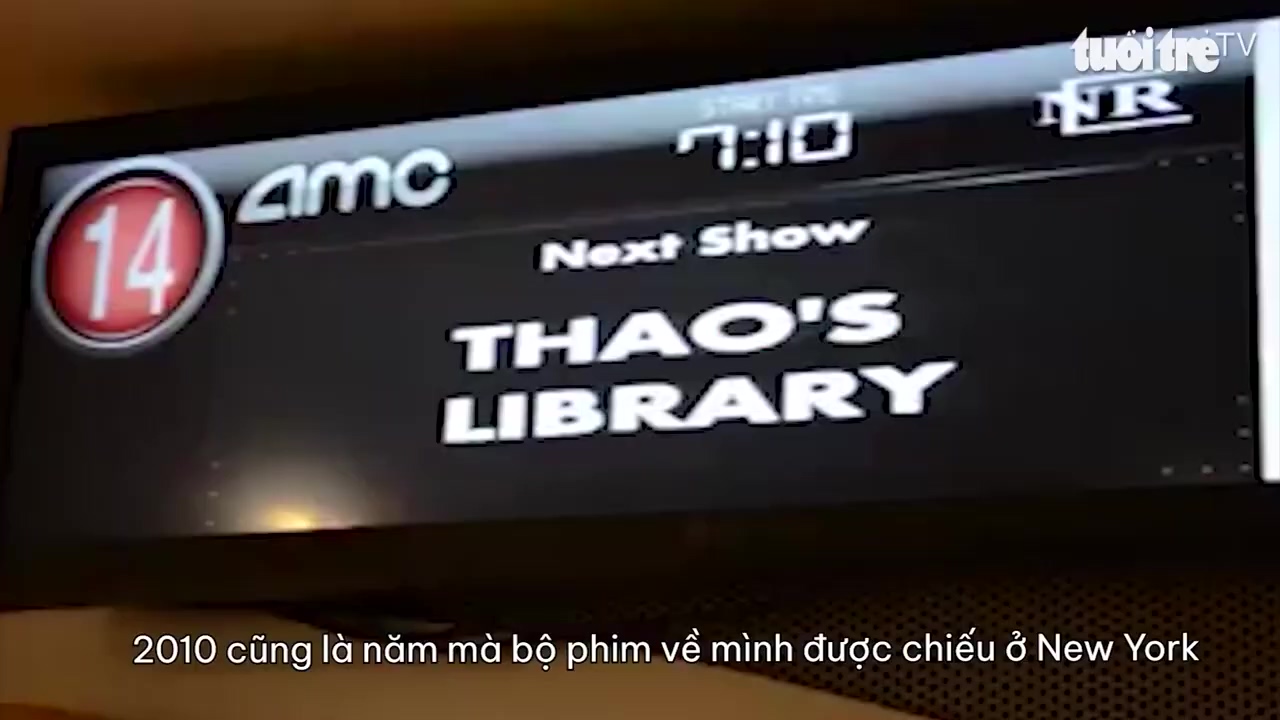 tuổi trẻ TV
14
amc
START TIME
7:10
NR
Next Show
THAO'S
LIBRARY
2010 cũng là năm mà bộ phim về mình được chiếu ở New York